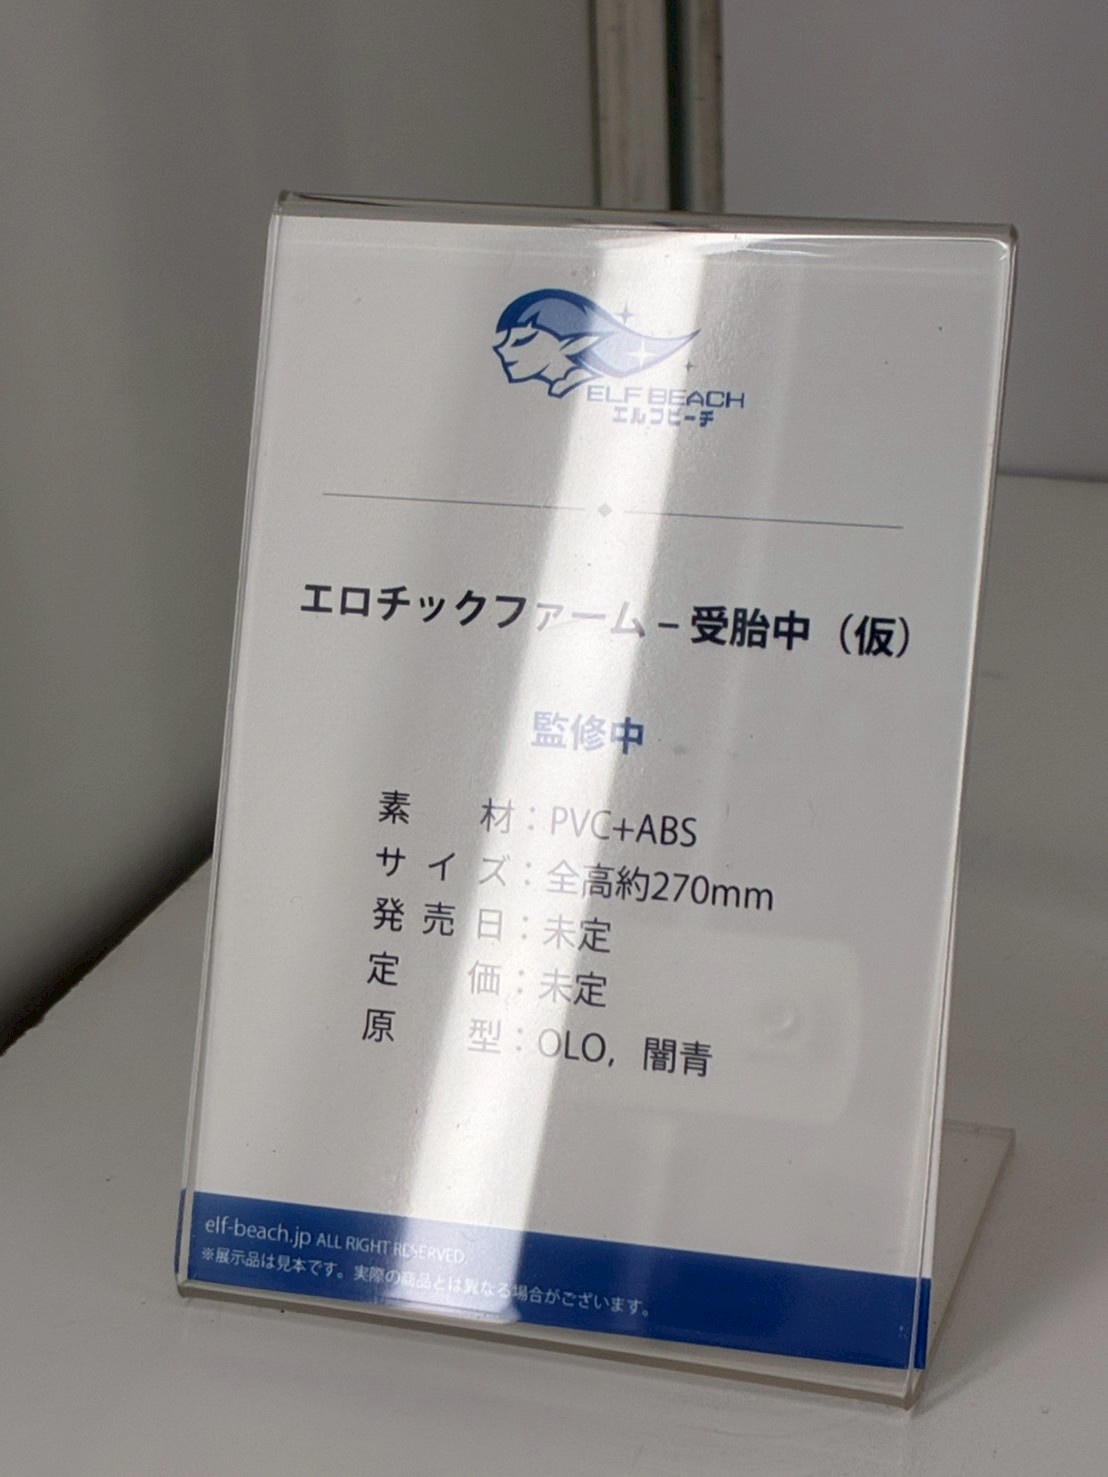 ELF BEACH
エルフビーチ
エロチックファーム – 受胎中（仮）
監修中
素材：PVC+ABS
サイズ：全高約270mm
発売日：未定
定価：未定
原型：OLO，闇青
elf-beach.jp ALL RIGHT RESERVED.
※展示品は見本です。実際の商品とは異なる場合がございます。